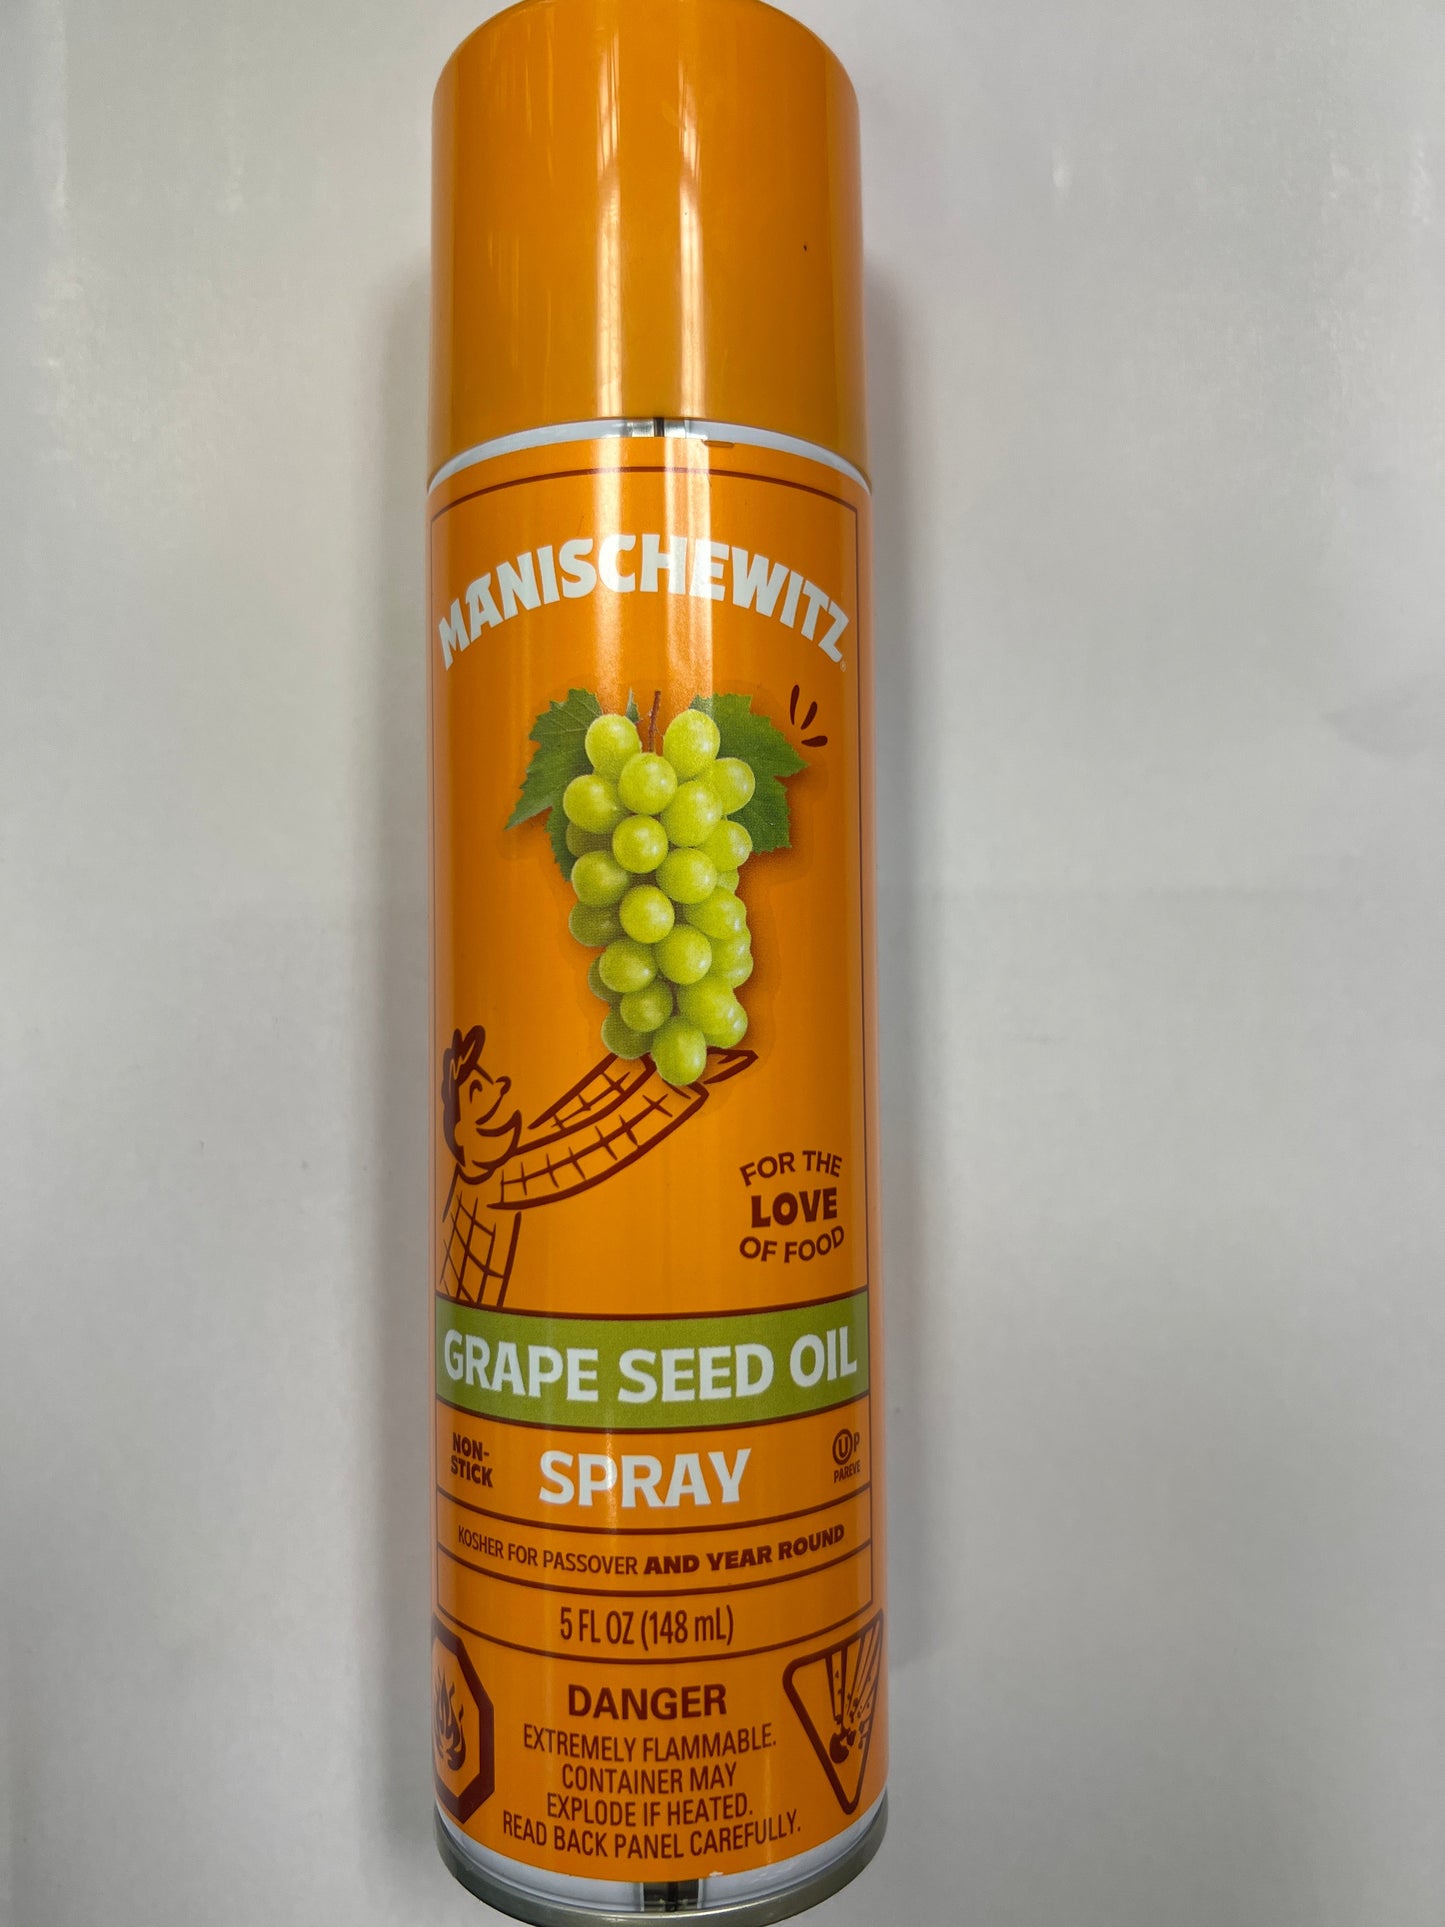 MANISCHEWITZ®
FOR THE
LOVE
OF FOOD
GRAPE SEED OIL
NON-
STICK
SPRAY
U P
PAREVE
KOSHER FOR PASSOVER AND YEAR ROUND
5 FL OZ (148 mL)
DANGER
EXTREMELY FLAMMABLE.
CONTAINER MAY
EXPLODE IF HEATED.
READ BACK PANEL CAREFULLY.